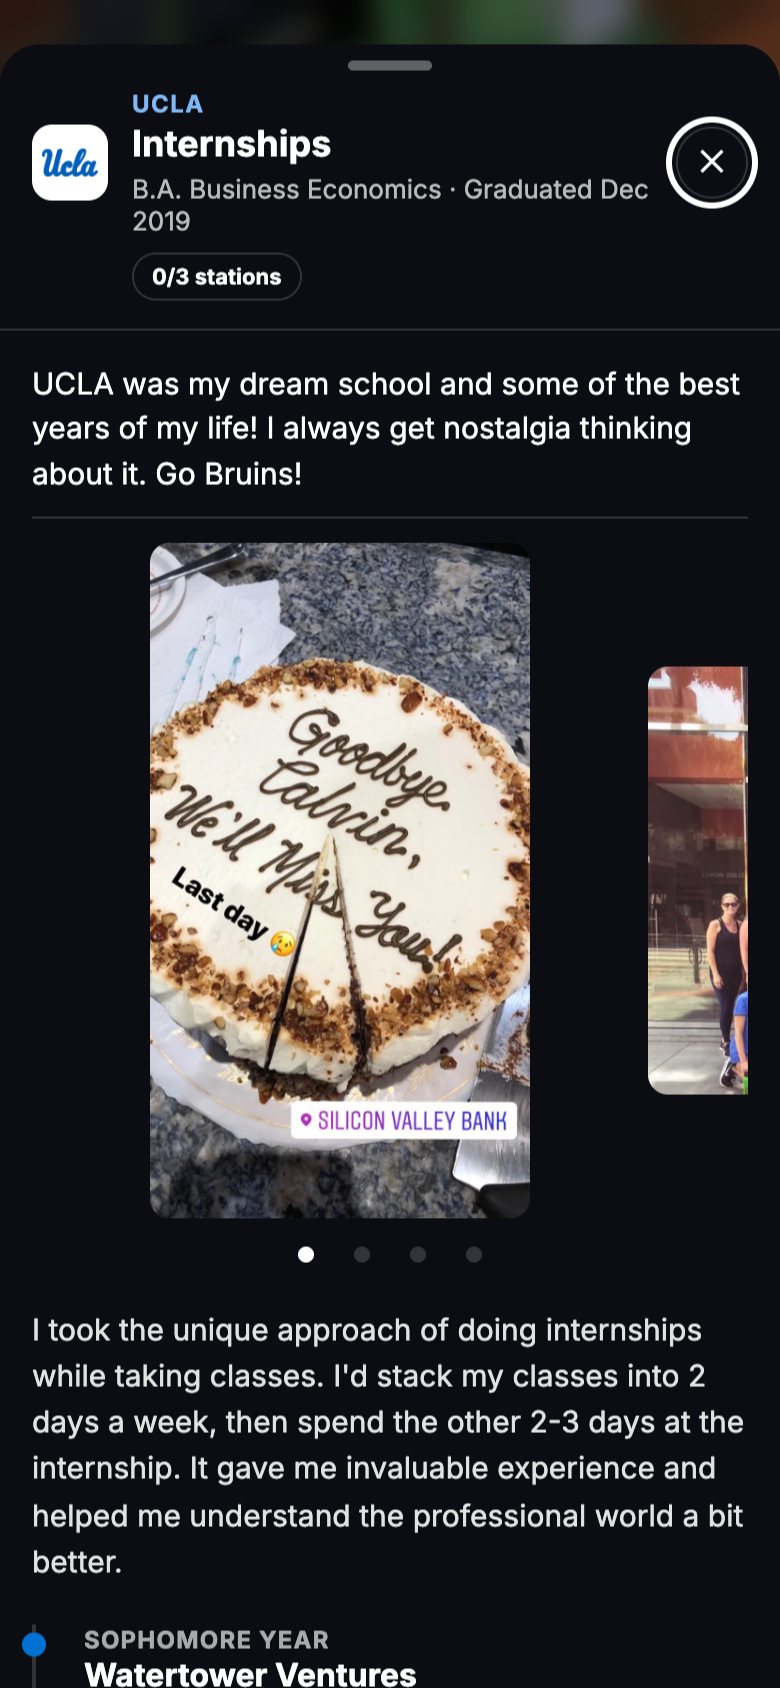 UCLA
Ucla
Internships
B.A. Business Economics · Graduated Dec
2019
0/3 stations
UCLA was my dream school and some of the best
years of my life! I always get nostalgia thinking
about it. Go Bruins!
Goodbye
Calvin,
We'll Miss You!
Last day 😢
SILICON VALLEY BANK
I took the unique approach of doing internships
while taking classes. I'd stack my classes into 2
days a week, then spend the other 2-3 days at the
internship. It gave me invaluable experience and
helped me understand the professional world a bit
better.
SOPHOMORE YEAR
Watertower Ventures